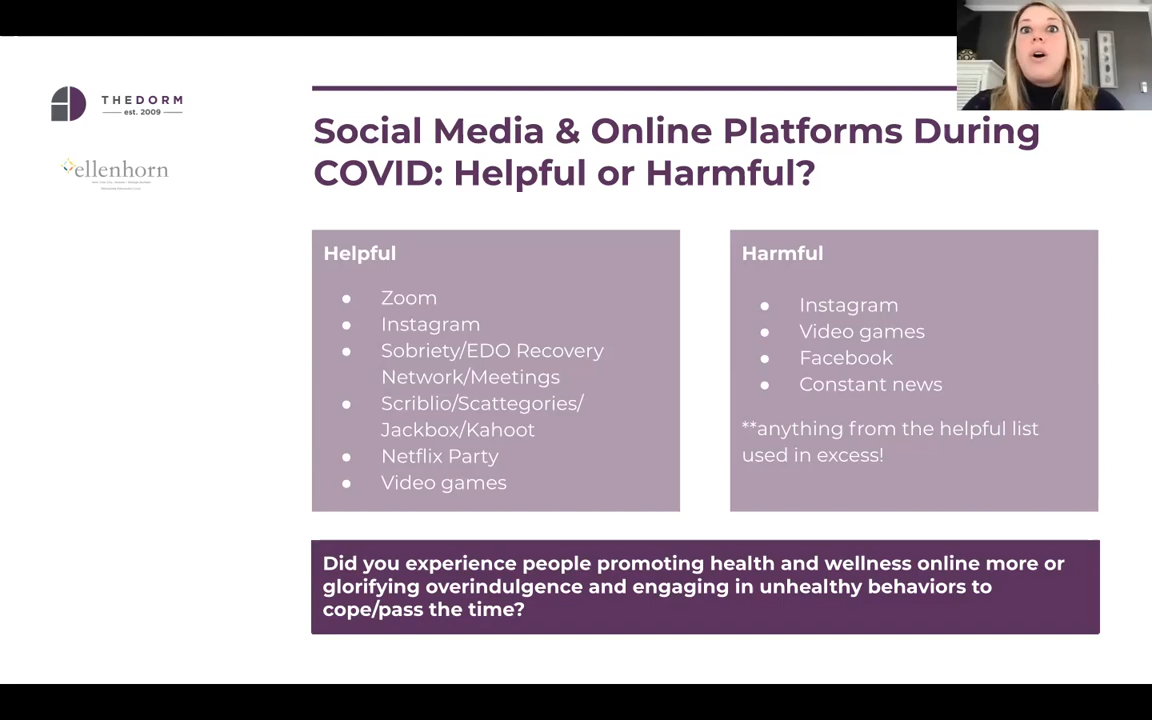 THEDORM
est. 2009
ellenhorn
Social Media & Online Platforms During
COVID: Helpful or Harmful?
Helpful
● Zoom
● Instagram
● Sobriety/EDO Recovery
Network/Meetings
● Scriblio/Scattegories/
Jackbox/Kahoot
● Netflix Party
● Video games
Harmful
● Instagram
● Video games
● Facebook
● Constant news
**anything from the helpful list
used in excess!
Did you experience people promoting health and wellness online more or
glorifying overindulgence and engaging in unhealthy behaviors to
cope/pass the time?